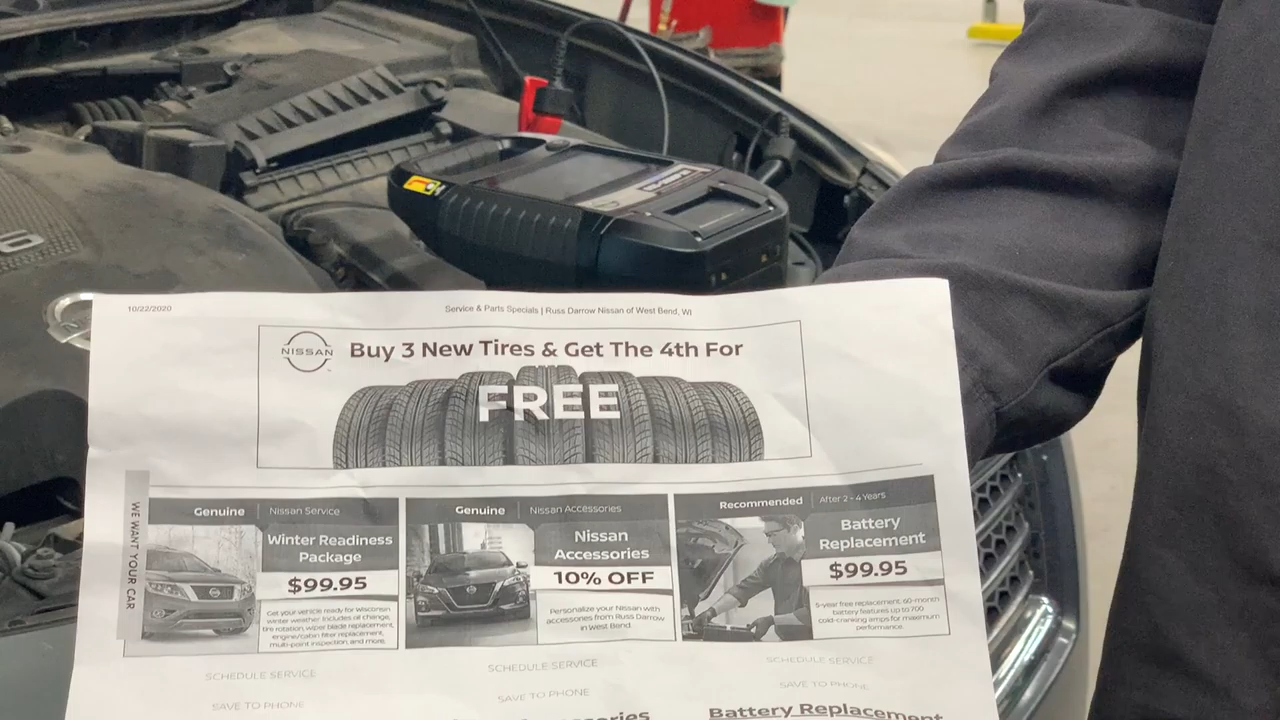 6
10/22/2020
Service & Parts Specials | Russ Darrow Nissan of West Bend, WI
NISSAN
Buy 3 New Tires & Get The 4th For
FREE
WE WANT YOUR CAR
Genuine | Nissan Service
Winter Readiness
Package
$99.95
Get your vehicle ready for Wisconsin
winter weather! Includes oil change,
tire rotation, wiper blade replacement,
engine/cabin filter replacement,
multi-point inspection, and more.
SCHEDULE SERVICE
SAVE TO PHONE
Genuine | Nissan Accessories
Nissan
Accessories
10% OFF
Personalize your Nissan with
accessories from Russ Darrow
in West Bend.
SCHEDULE SERVICE
SAVE TO PHONE
Recommended | After 2 - 4 Years
Battery
Replacement
$99.95
5-year free replacement, 60-month
battery features up to 700
cold-cranking amps for maximum
performance.
SCHEDULE SERVICE
SAVE TO PHONE
Battery Replacement